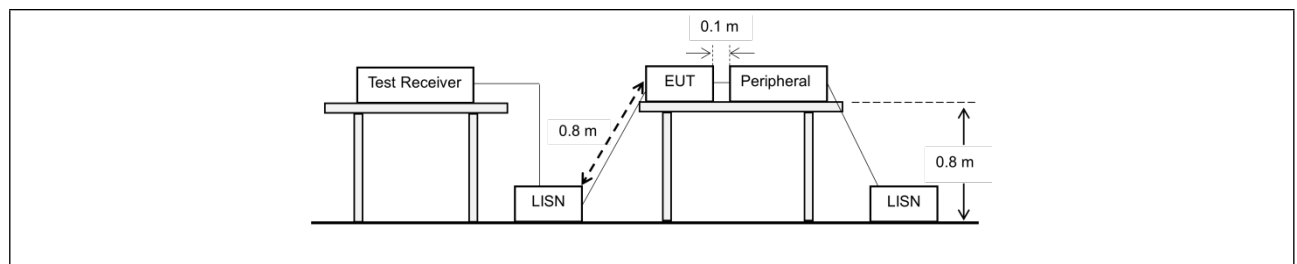 0.1 m
Test Receiver
EUT
Peripheral
0.8 m
0.8 m
LISN
LISN